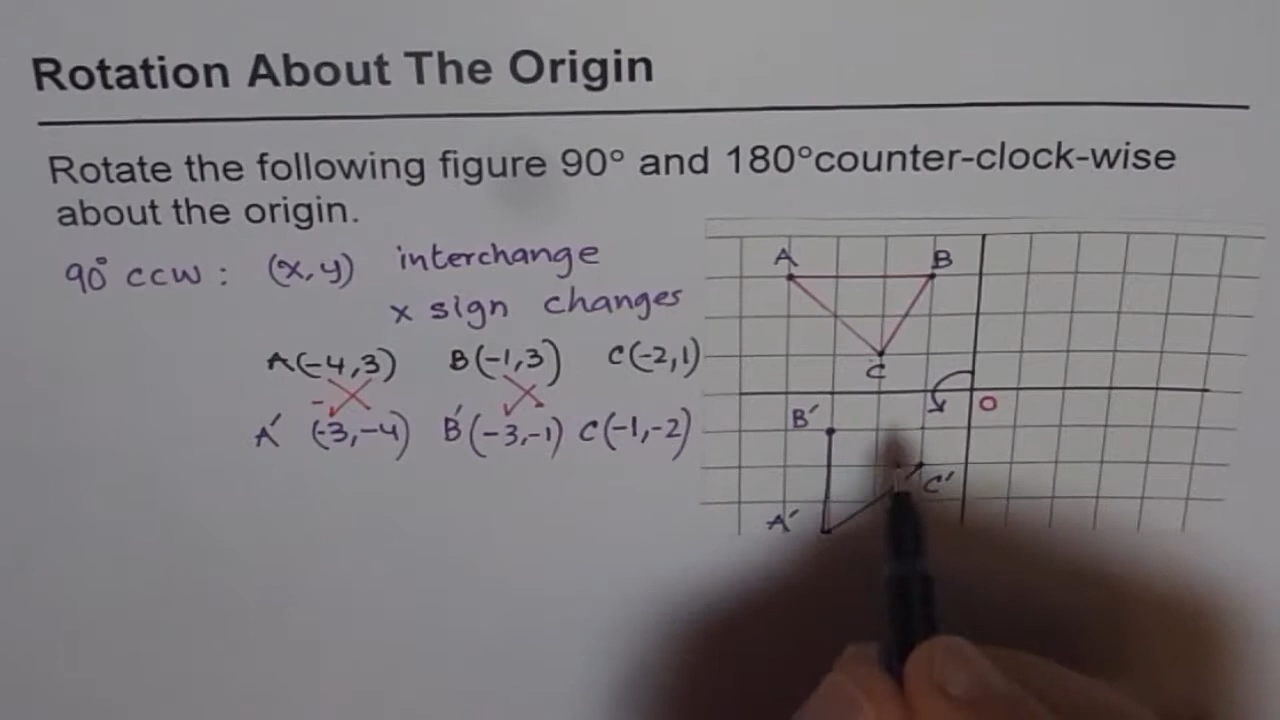 Rotation About The Origin
Rotate the following figure 90° and 180°counter-clock-wise
about the origin.
90° ccw : (x,y) interchange
x sign changes
A(-4,3) B(-1,3) C(-2,1)
-
A' (-3,-4) B'(-3,-1) C(-1,-2)
A B
C
O
B'
C'
A'